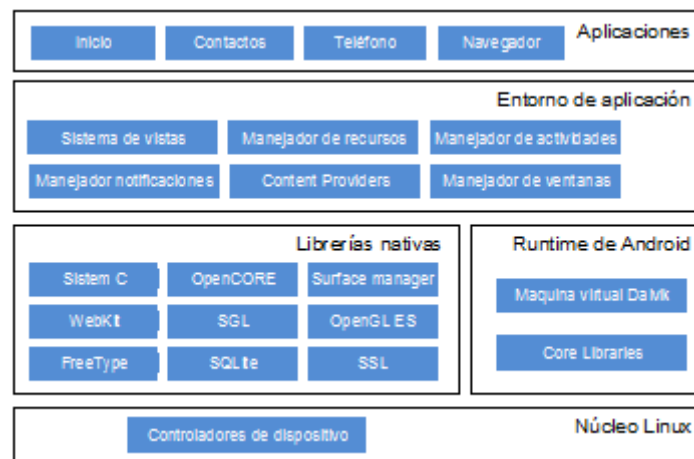 Aplicaciones
Inicio
Contactos
Teléfono
Navegador
Entorno de aplicación
Sistema de vistas
Manejador de recursos
Manejador de actividades
Manejador notificaciones
Content Providers
Manejador de ventanas
Librerías nativas
Sistem C
OpenCORE
Surface manager
WebKit
SGL
OpenGL ES
FreeType
SQLite
SSL
Runtime de Android
Maquina virtual Dalvik
Core Libraries
Núcleo Linux
Controladores de dispositivo